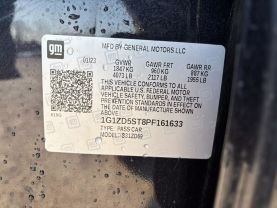 gm
MFD BY GENERAL MOTORS LLC
01/23 GVWR GAWR FRT GAWR RR
1847 KG 960 KG 887 KG
4073 LB 2117 LB 1955 LB
THIS VEHICLE CONFORMS TO ALL
APPLICABLE U.S. FEDERAL MOTOR
VEHICLE SAFETY, BUMPER, AND
THEFT PREVENTION STANDARDS IN
EFFECT ON THE DATE OF
MANUFACTURE SHOWN ABOVE.
1G1ZD5ST8PF161633
TYPE: PASS CAR